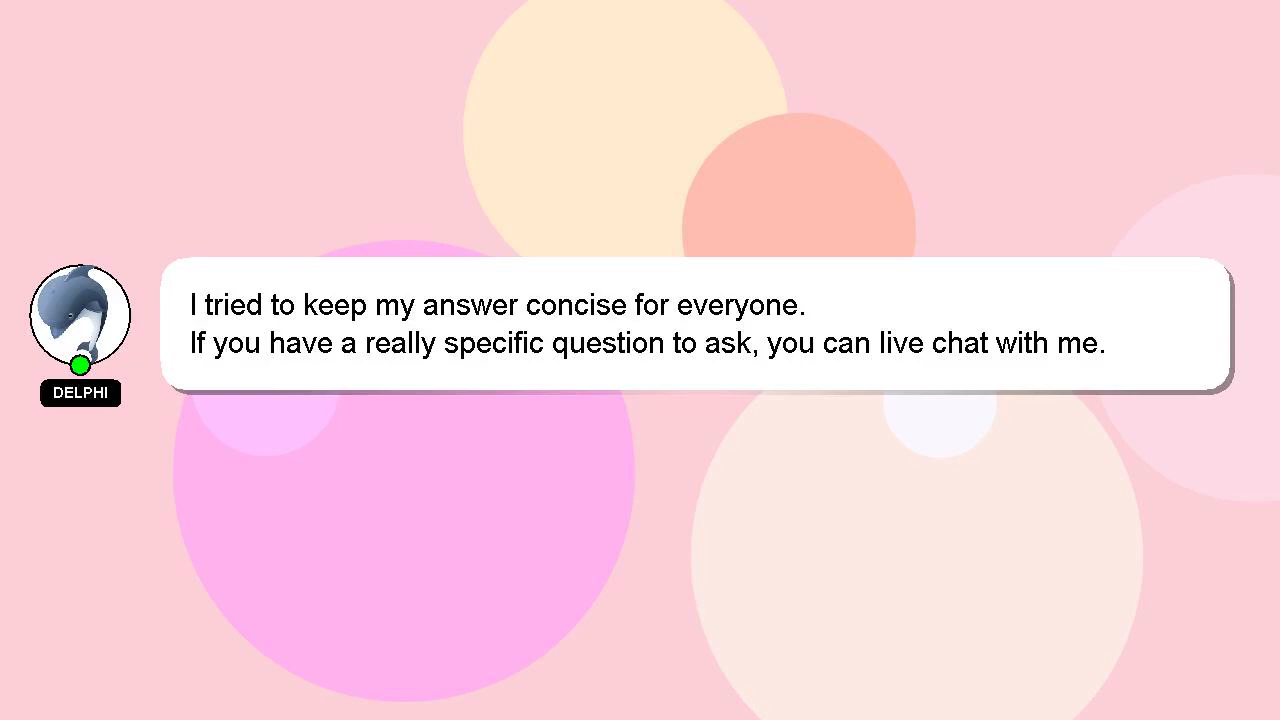 I tried to keep my answer concise for everyone.
If you have a really specific question to ask, you can live chat with me.
DELPHI